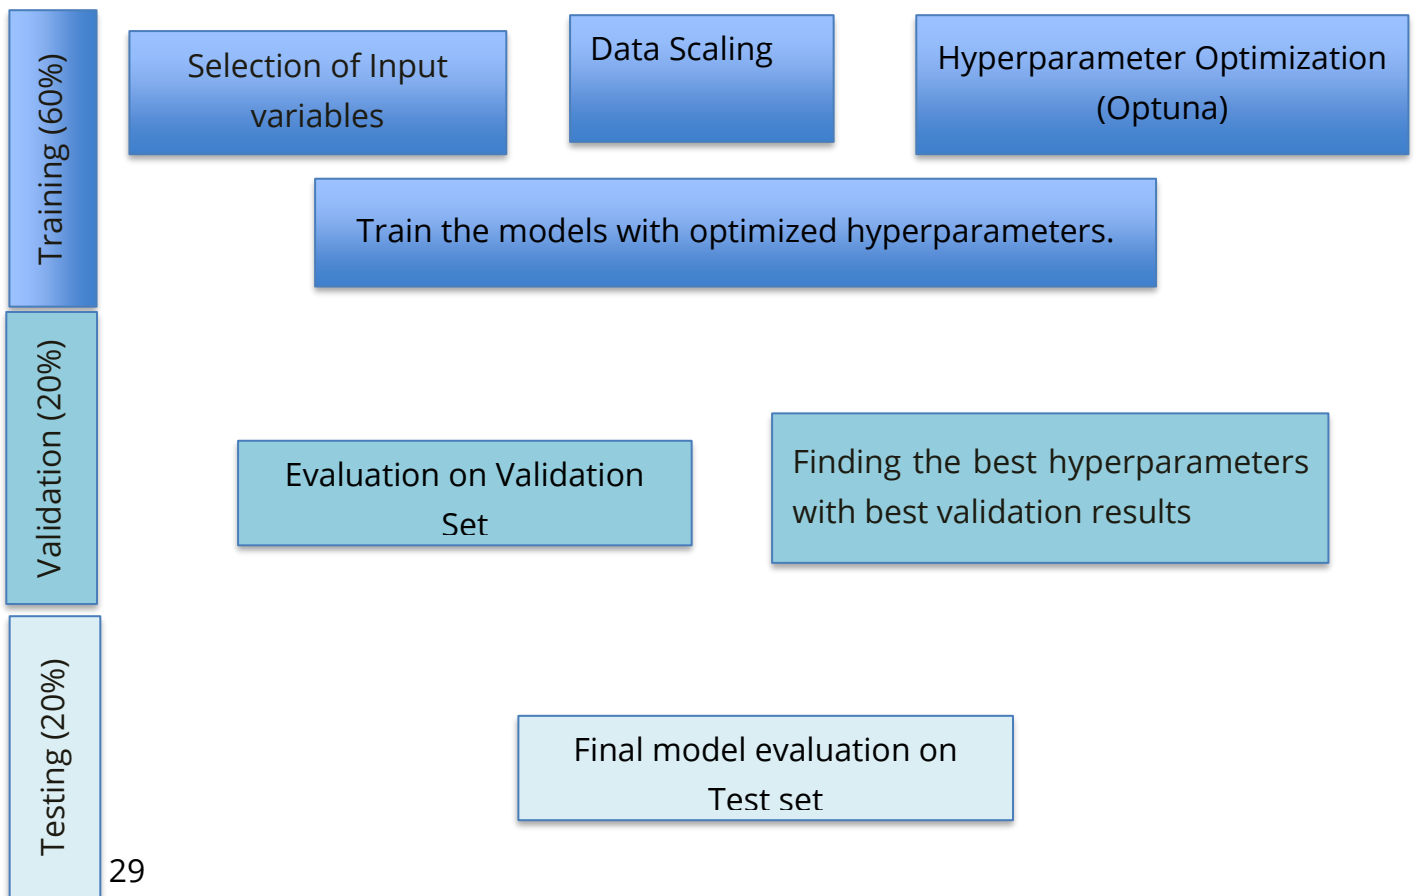 Training (60%)
Selection of Input
variables
Data Scaling
Hyperparameter Optimization
(Optuna)
Train the models with optimized hyperparameters.
Validation (20%)
Evaluation on Validation
Set
Finding the best hyperparameters
with best validation results
Testing (20%)
Final model evaluation on
Test set
29